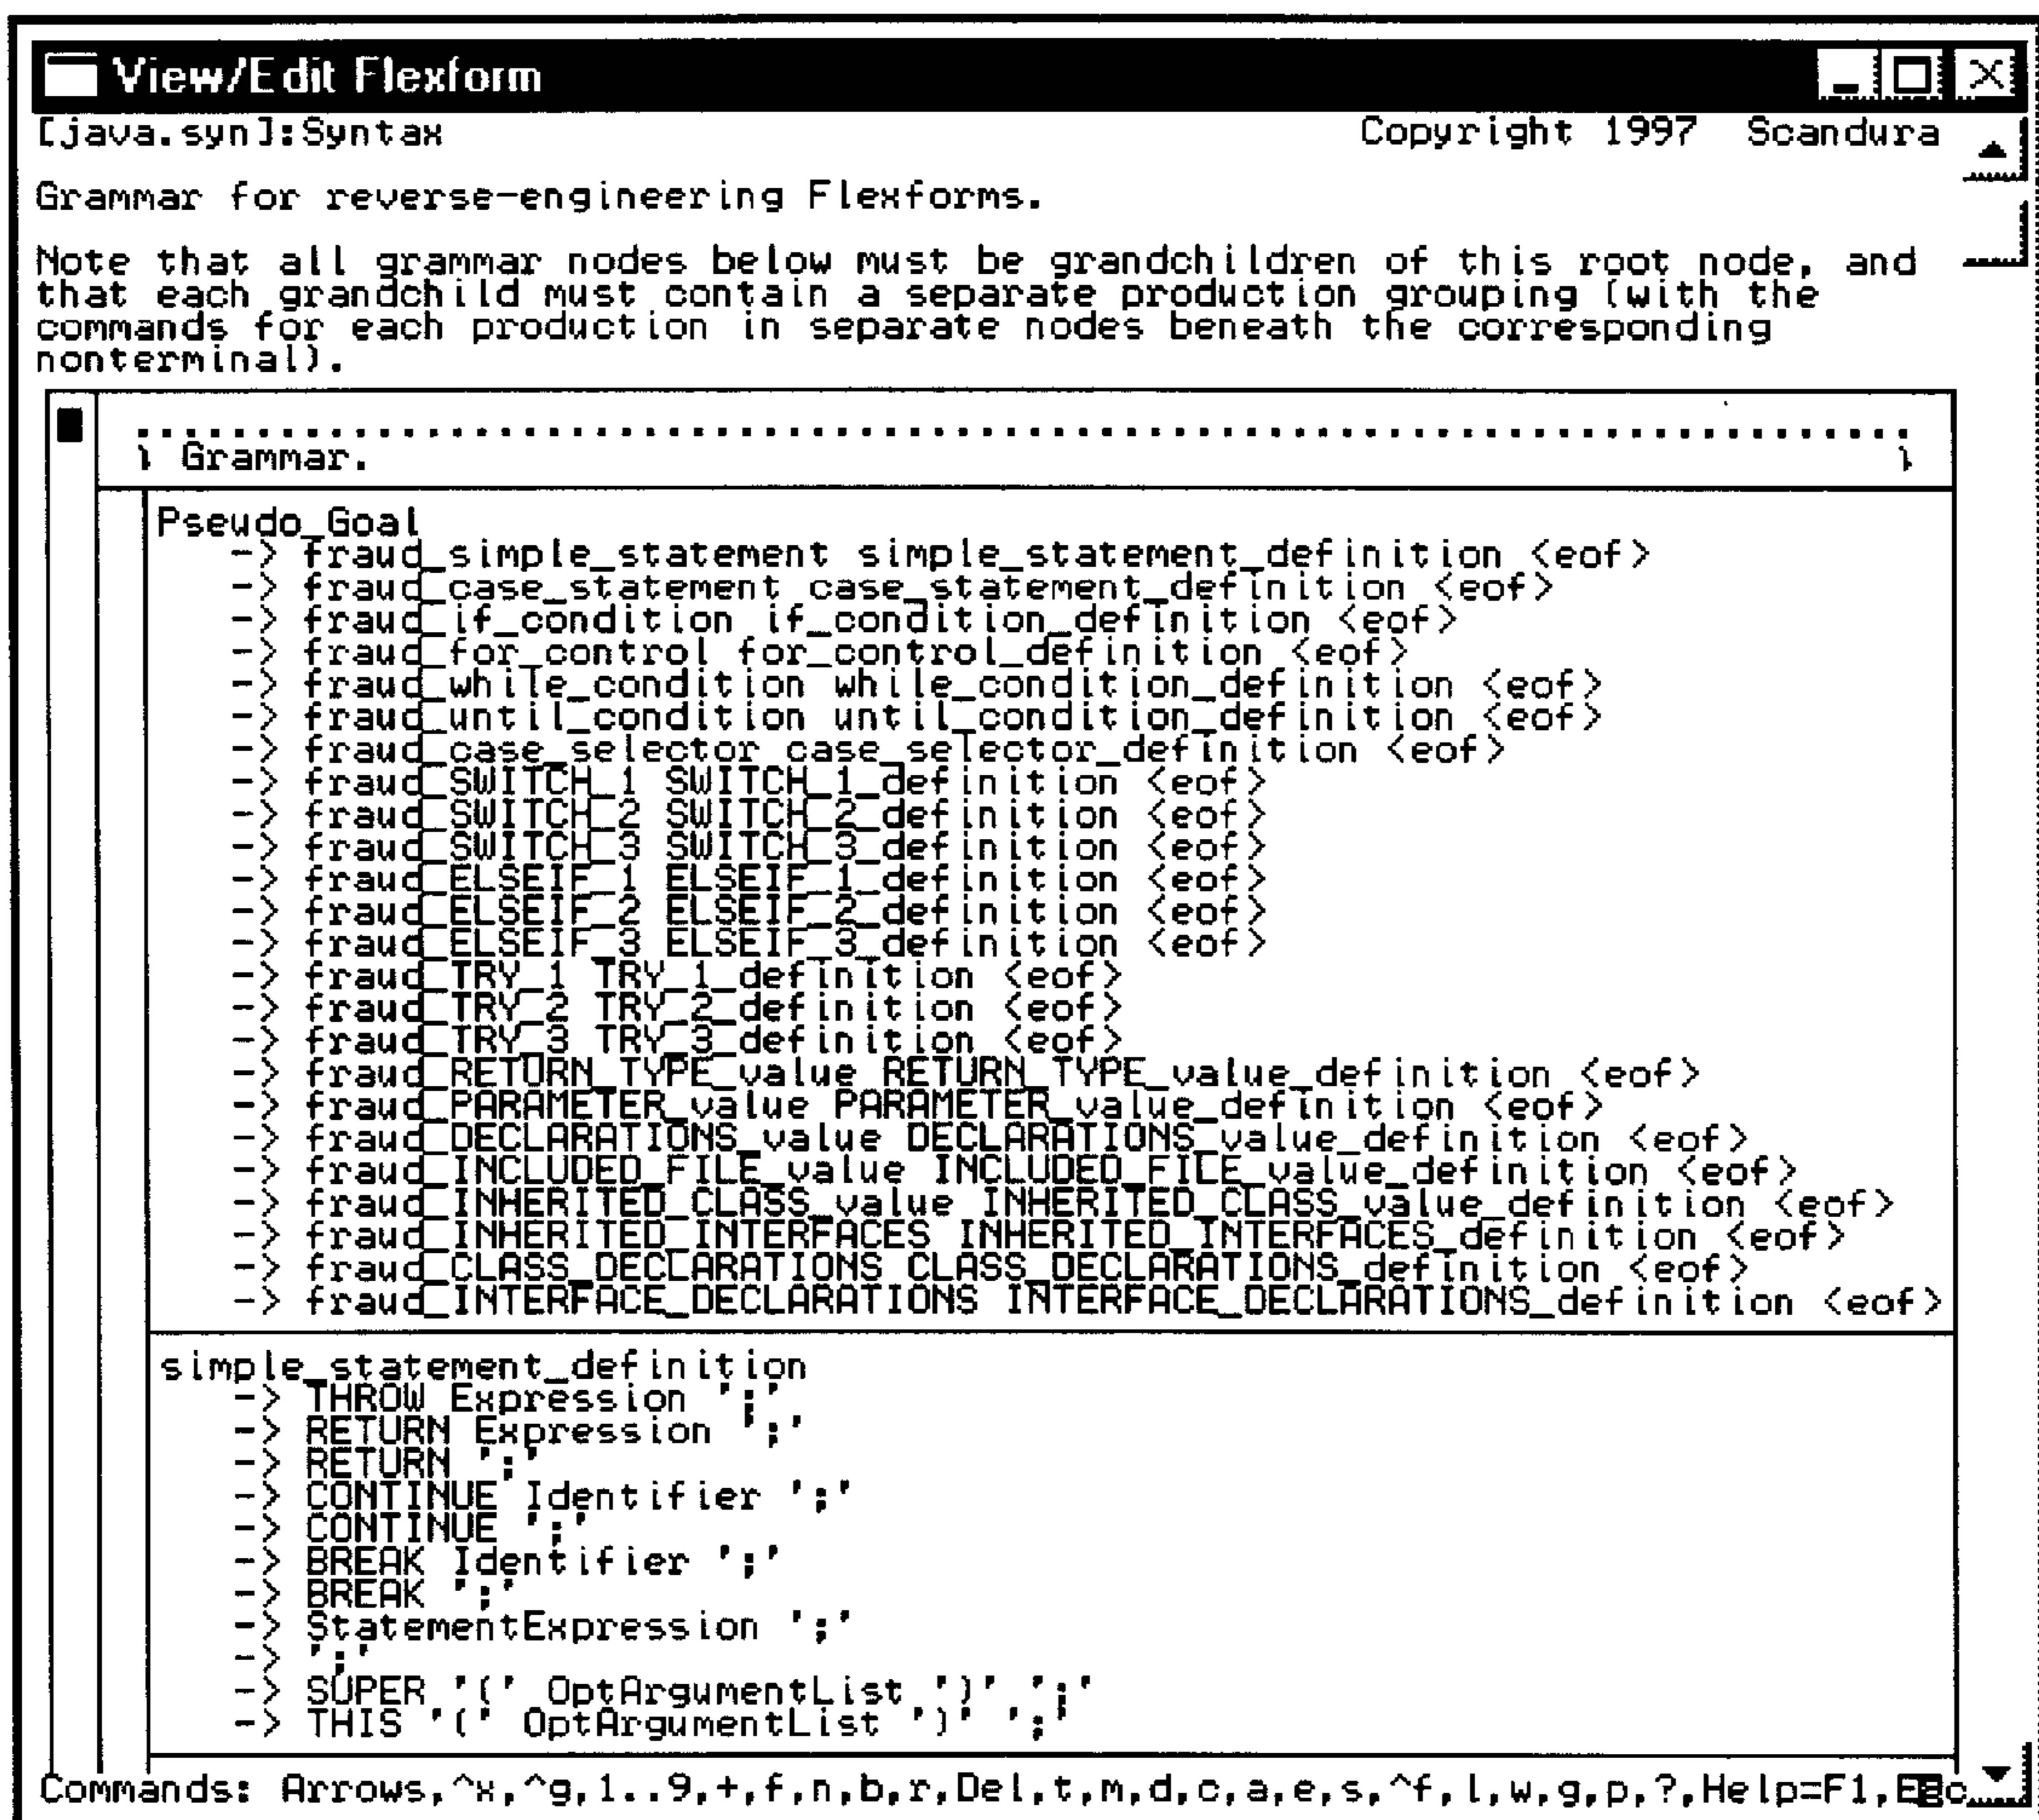 View/Edit Flexform
[java.syn]:Syntax Copyright 1997 Scandura
Grammar for reverse-engineering Flexforms.
Note that all grammar nodes below must be grandchildren of this root node, and
that each grandchild must contain a separate production grouping (with the
commands for each production in separate nodes beneath the corresponding
nonterminal).
Grammar.
Pseudo_Goal
-> fraud_simple_statement simple_statement_definition <eof>
-> fraud_case_statement case_statement_definition <eof>
-> fraud_if_condition if_condition_definition <eof>
-> fraud_for_control for_control_definition <eof>
-> fraud_while_condition while_condition_definition <eof>
-> fraud_until_condition until_condition_definition <eof>
-> fraud_case_selector case_selector_definition <eof>
-> fraud_SWITCH_1 SWITCH_1_definition <eof>
-> fraud_SWITCH_2 SWITCH_2_definition <eof>
-> fraud_SWITCH_3 SWITCH_3_definition <eof>
-> fraud_ELSEIF_1 ELSEIF_1_definition <eof>
-> fraud_ELSEIF_2 ELSEIF_2_definition <eof>
-> fraud_ELSEIF_3 ELSEIF_3_definition <eof>
-> fraud_TRY_1 TRY_1_definition <eof>
-> fraud_TRY_2 TRY_2_definition <eof>
-> fraud_TRY_3 TRY_3_definition <eof>
-> fraud_RETURN_TYPE_value RETURN_TYPE_value_definition <eof>
-> fraud_PARAMETER_value PARAMETER_value_definition <eof>
-> fraud_DECLARATIONS_value DECLARATIONS_value_definition <eof>
-> fraud_INCLUDED_FILE_value INCLUDED_FILE_value_definition <eof>
-> fraud_INHERITED_CLASS_value INHERITED_CLASS_value_definition <eof>
-> fraud_INHERITED_INTERFACES INHERITED_INTERFACES_definition <eof>
-> fraud_CLASS_DECLARATIONS CLASS_DECLARATIONS_definition <eof>
-> fraud_INTERFACE_DECLARATIONS INTERFACE_DECLARATIONS_definition <eof>
simple_statement_definition
-> THROW Expression ';'
-> RETURN Expression ';'
-> RETURN ';'
-> CONTINUE Identifier ';'
-> CONTINUE ';'
-> BREAK Identifier ';'
-> BREAK ';'
-> StatementExpression ';'
-> ';'
-> SUPER '(' OptArgumentList ')' ';'
-> THIS '(' OptArgumentList ')' ';'
Commands: Arrows,^x,^g,1..9,+,f,n,b,r,Del,t,m,d,c,a,e,s,^f,l,w,g,p,?,Help=F1,Esc